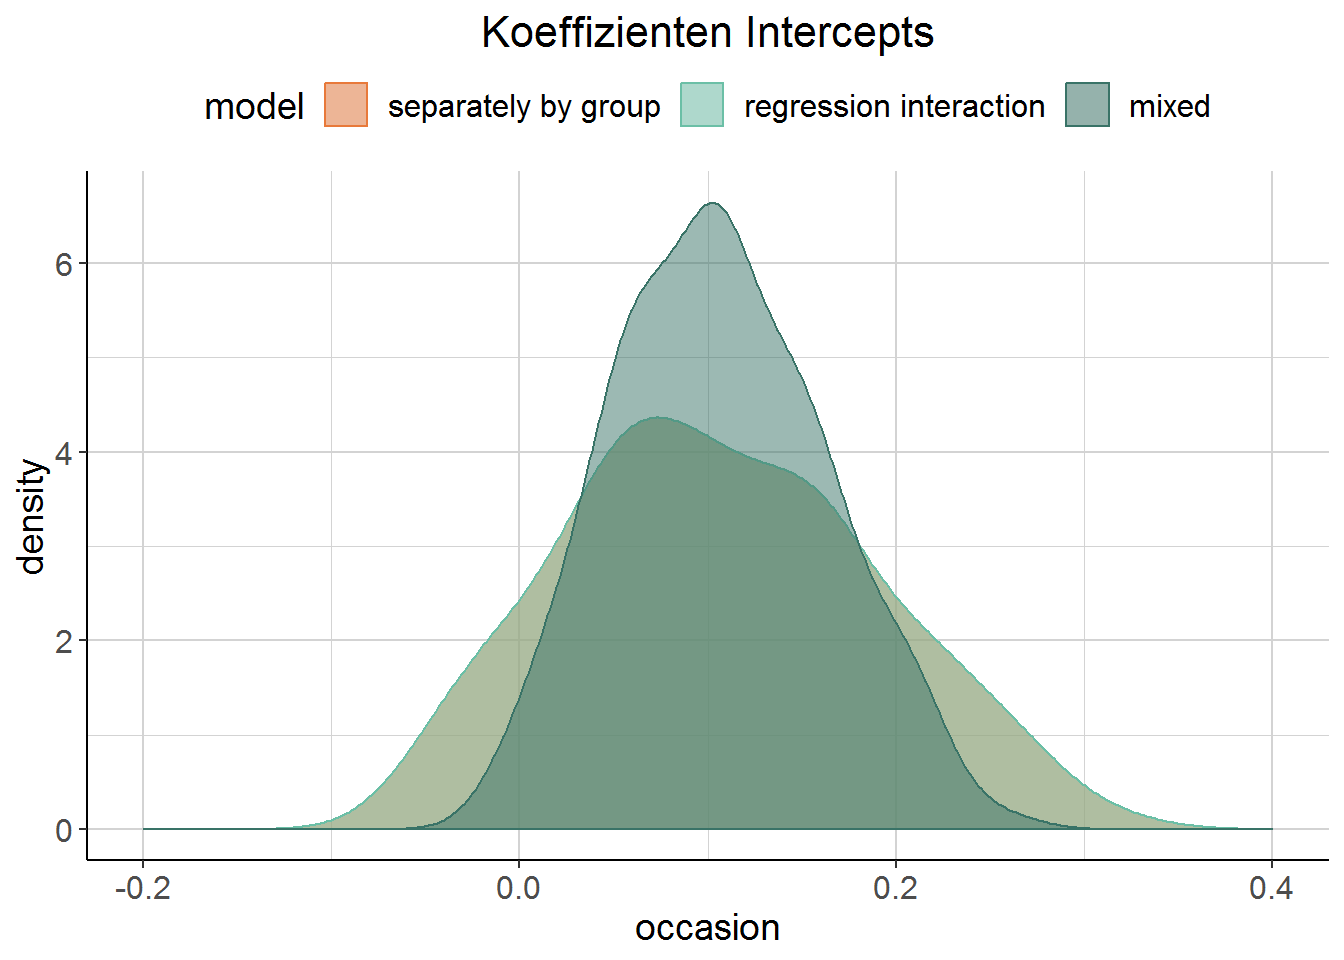 Koeffizienten Intercepts
model separately by group regression interaction mixed
6
4
2
0
density
-0.2 0.0 0.2 0.4
occasion